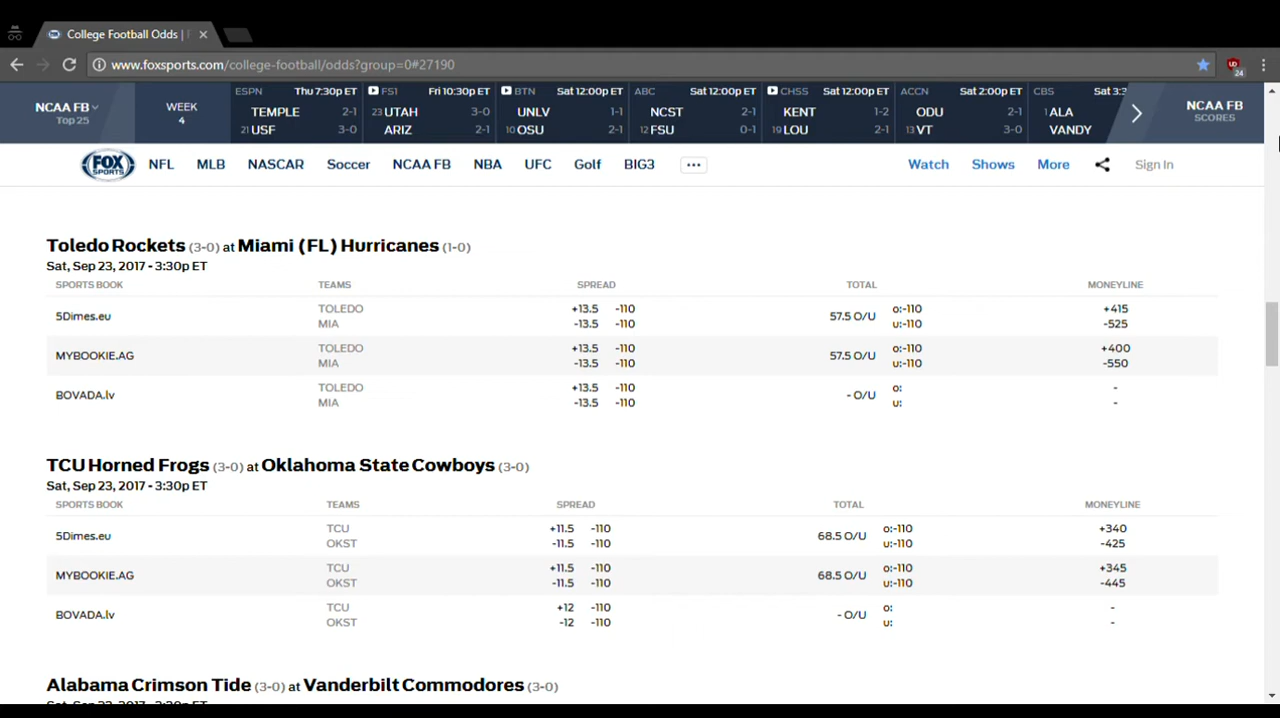 College Football Odds |
www.foxsports.com/college-football/odds?group=0#27190
24
NCAA FB
Top 25
WEEK
4
ESPN Thu 7:30p ET
TEMPLE 2-1
21 USF 3-0
FS1 Fri 10:30p ET
23 UTAH 3-0
ARIZ 2-1
BTN Sat 12:00p ET
UNLV 1-1
10 OSU 2-1
ABC Sat 12:00p ET
NCST 2-1
12 FSU 0-1
CHSS Sat 12:00p ET
KENT 1-2
19 LOU 2-1
ACCN Sat 2:00p ET
ODU 2-1
13 VT 3-0
CBS Sat 3:3
1 ALA
VANDY
NCAA FB
SCORES
FOX SPORTS NFL MLB NASCAR Soccer NCAA FB NBA UFC Golf BIG3 ... Watch Shows More Sign In
Toledo Rockets (3-0) at Miami (FL) Hurricanes (1-0)
Sat, Sep 23, 2017 - 3:30p ET
SPORTS BOOK TEAMS SPREAD TOTAL MONEYLINE
5Dimes.eu TOLEDO +13.5 -110 57.5 O/U o:-110 +415
MIA -13.5 -110 u:-110 -525
MYBOOKIE.AG TOLEDO +13.5 -110 57.5 O/U o:-110 +400
MIA -13.5 -110 u:-110 -550
BOVADA.lv TOLEDO +13.5 -110 - O/U o: -
MIA -13.5 -110 u: -
TCU Horned Frogs (3-0) at Oklahoma State Cowboys (3-0)
Sat, Sep 23, 2017 - 3:30p ET
SPORTS BOOK TEAMS SPREAD TOTAL MONEYLINE
5Dimes.eu TCU +11.5 -110 68.5 O/U o:-110 +340
OKST -11.5 -110 u:-110 -425
MYBOOKIE.AG TCU +11.5 -110 68.5 O/U o:-110 +345
OKST -11.5 -110 u:-110 -445
BOVADA.lv TCU +12 -110 - O/U o: -
OKST -12 -110 u: -
Alabama Crimson Tide (3-0) at Vanderbilt Commodores (3-0)